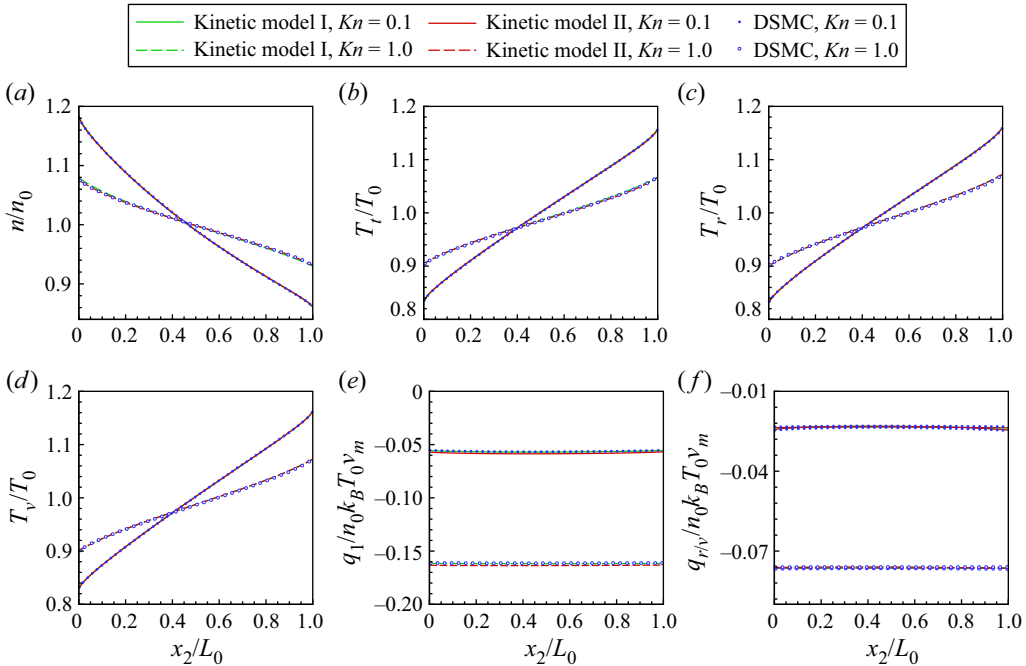 Kinetic model I, Kn = 0.1 Kinetic model II, Kn = 0.1 DSMC, Kn = 0.1
Kinetic model I, Kn = 1.0 Kinetic model II, Kn = 1.0 DSMC, Kn = 1.0
(a) (b) (c)
1.2 1.2 1.2
1.1 1.1 1.1
n/n0 1.0 Tt/T0 1.0 Tr/T0 1.0
0.9 0.9 0.9
0.8 0.8
0 0.2 0.4 0.6 0.8 1.0 0 0.2 0.4 0.6 0.8 1.0 0 0.2 0.4 0.6 0.8 1.0
(d) (e) (f)
1.2 0 –0.01
1.1 –0.05 –0.04
Tv/T0 1.0 q1/n0kBT0vm –0.10 qr/v/n0kBT0vm
0.9 –0.15 –0.07
0.8 –0.20
0 0.2 0.4 0.6 0.8 1.0 0 0.2 0.4 0.6 0.8 1.0 0 0.2 0.4 0.6 0.8 1.0
x2/L0 x2/L0 x2/L0